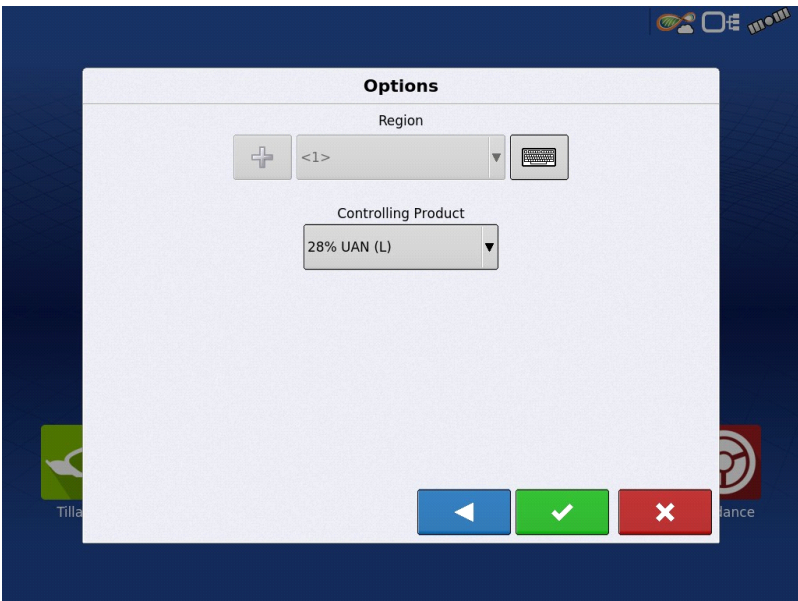 Options
Region
<1>
Controlling Product
28% UAN (L)
Tilla
dance